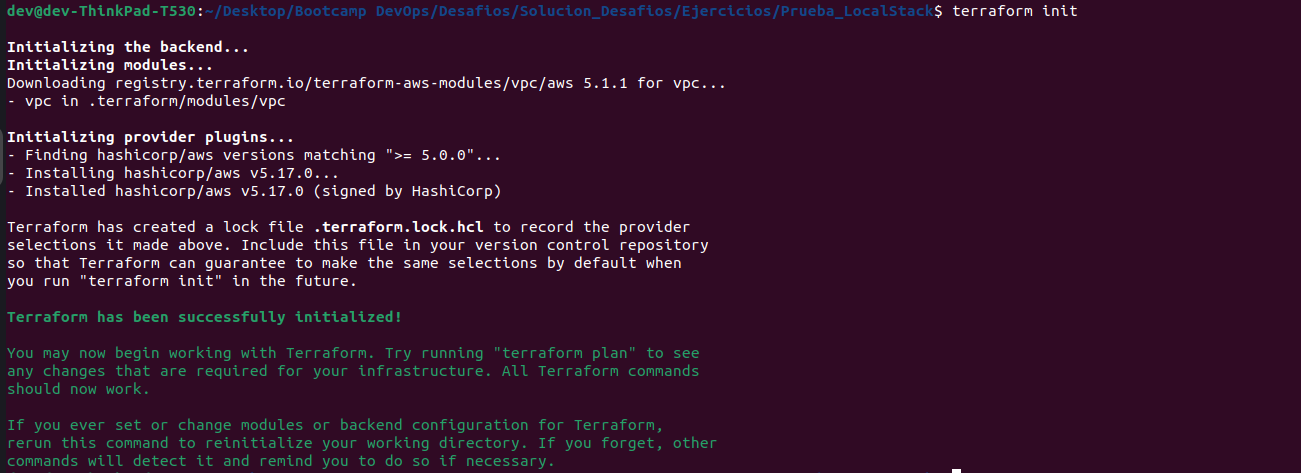 dev@dev-ThinkPad-T530:~/Desktop/Bootcamp DevOps/Desafios/Solucion_Desafios/Ejercicios/Prueba_LocalStack$ terraform init
Initializing the backend...
Initializing modules...
Downloading registry.terraform.io/terraform-aws-modules/vpc/aws 5.1.1 for vpc...
- vpc in .terraform/modules/vpc
Initializing provider plugins...
- Finding hashicorp/aws versions matching ">= 5.0.0"...
- Installing hashicorp/aws v5.17.0...
- Installed hashicorp/aws v5.17.0 (signed by HashiCorp)
Terraform has created a lock file .terraform.lock.hcl to record the provider
selections it made above. Include this file in your version control repository
so that Terraform can guarantee to make the same selections by default when
you run "terraform init" in the future.
Terraform has been successfully initialized!
You may now begin working with Terraform. Try running "terraform plan" to see
any changes that are required for your infrastructure. All Terraform commands
should now work.
If you ever set or change modules or backend configuration for Terraform,
rerun this command to reinitialize your working directory. If you forget, other
commands will detect it and remind you to do so if necessary.